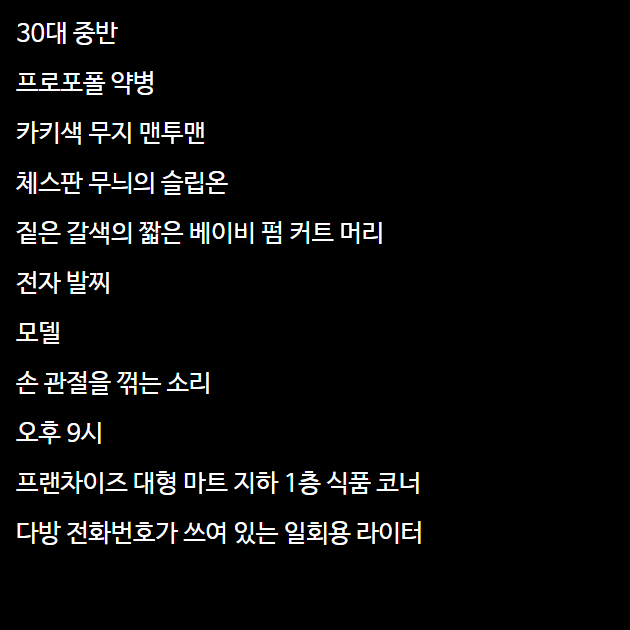 30대 중반
프로포폴 약병
카키색 무지 맨투맨
체스판 무늬의 슬립온
짙은 갈색의 짧은 베이비 펌 커트 머리
전자 발찌
모델
손 관절을 꺾는 소리
오후 9시
프랜차이즈 대형 마트 지하 1층 식품 코너
다방 전화번호가 쓰여 있는 일회용 라이터